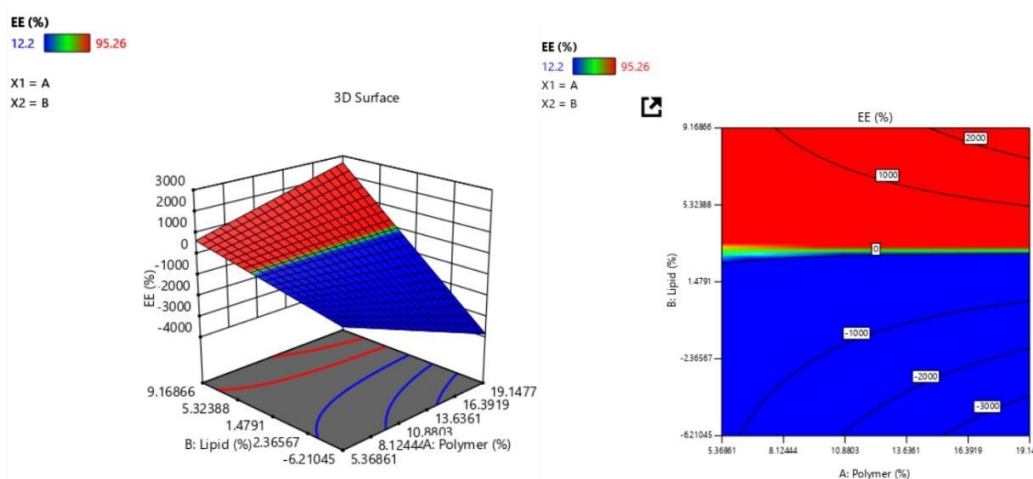 EE (%)
12.2 95.26
X1 = A
X2 = B
3D Surface
3000
2000
1000
0
-1000
-2000
-3000
-4000
EE (%)
9.16866
5.32388
1.4791
2.36567
-6.21045
B: Lipid (%)
19.1477
16.3919
13.6361
10.8803
8.12444
5.36861
A: Polymer (%)
EE (%)
12.2 95.26
X1 = A
X2 = B
EE (%)
9.16866
5.32388
1.4791
-2.36567
-6.21045
B: Lipid (%)
2000
1000
0
-1000
-2000
-3000
5.36861 8.12444 10.8803 13.6361 16.3919 19.14
A: Polymer (%)